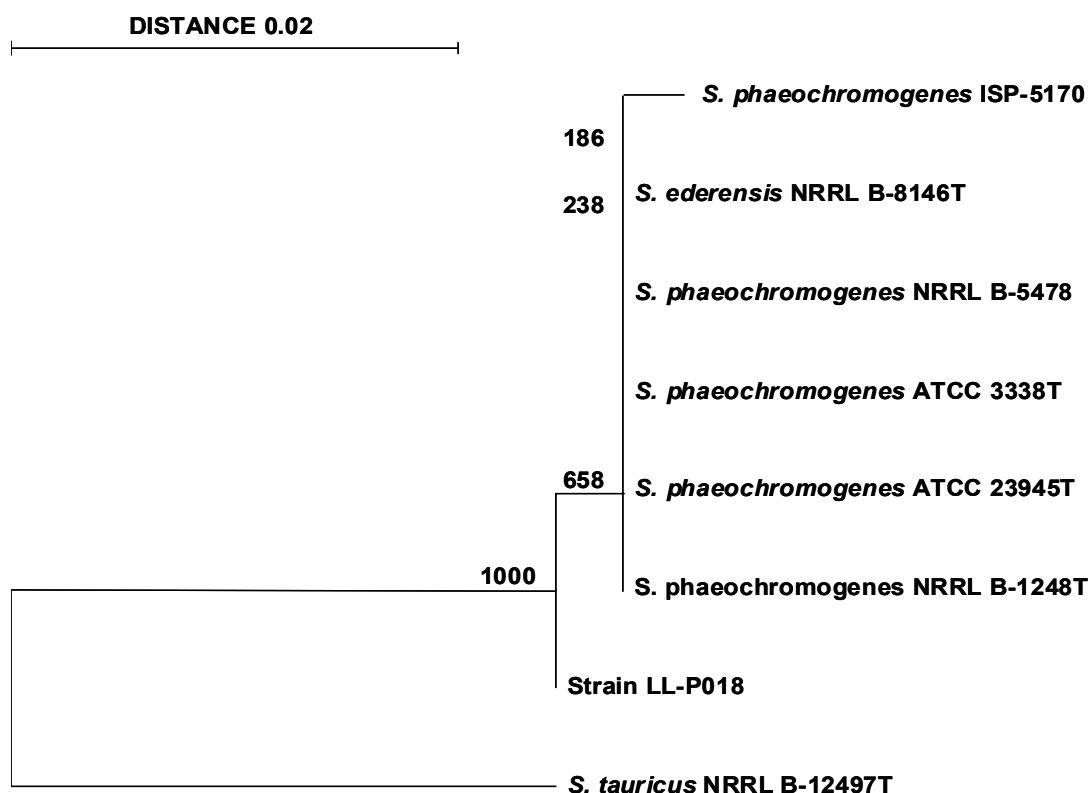 DISTANCE 0.02
S. phaeochromogenes ISP-5170
186
S. ederensis NRRL B-8146T
238
S. phaeochromogenes NRRL B-5478
S. phaeochromogenes ATCC 3338T
658
S. phaeochromogenes ATCC 23945T
1000
S. phaeochromogenes NRRL B-1248T
Strain LL-P018
S. tauricus NRRL B-12497T